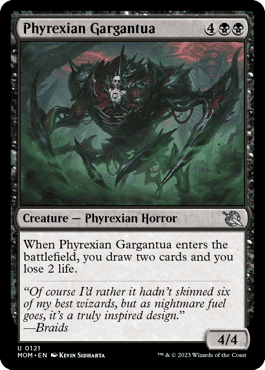 Phyrexian Gargantua 4
Creature — Phyrexian Horror
When Phyrexian Gargantua enters the
battlefield, you draw two cards and you
lose 2 life.
“Of course I’d rather it hadn’t skinned six
of my best wizards, but as nightmare fuel
goes, it’s a truly inspired design.”
—Braids
4/4
U 0121
MOM • EN Kevin Sidharta
™ & © 2023 Wizards of the Coast